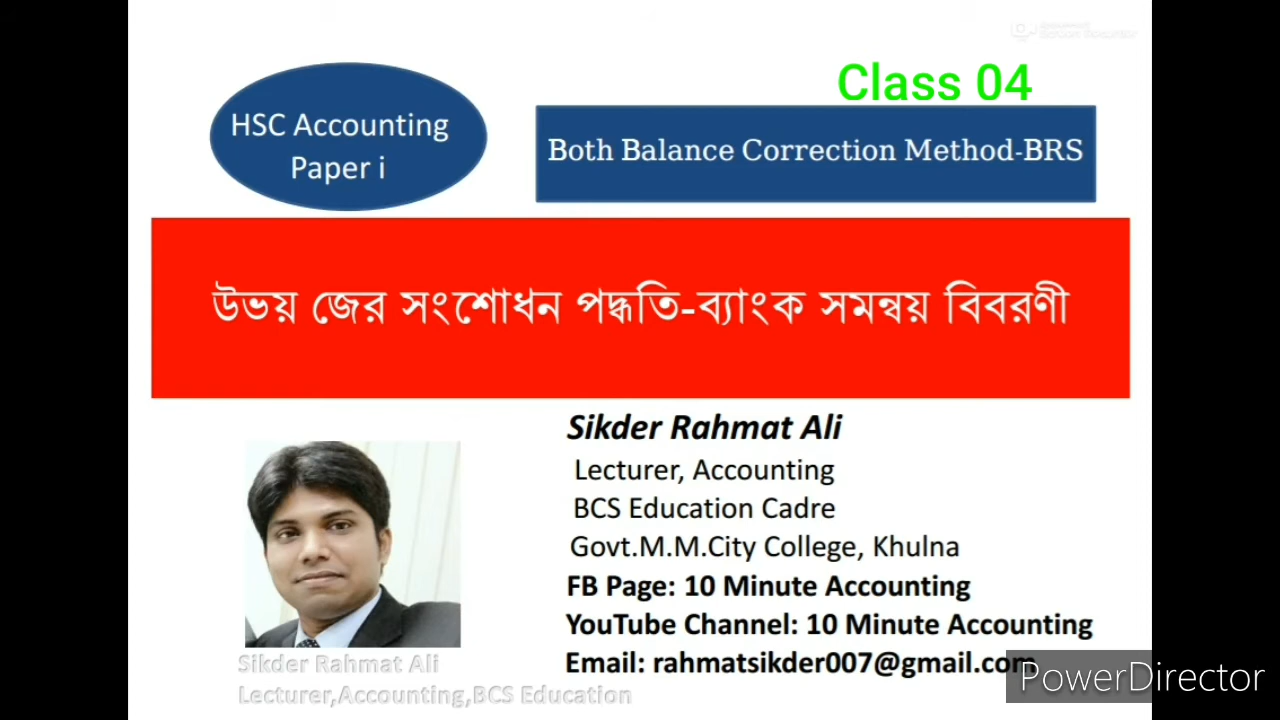 Class 04
HSC Accounting
Paper i
Both Balance Correction Method-BRS
উভয় জের সংশোধন পদ্ধতি-ব্যাংক সমন্বয় বিবরণী
Sikder Rahmat Ali
Lecturer, Accounting
BCS Education Cadre
Govt.M.M.City College, Khulna
FB Page: 10 Minute Accounting
YouTube Channel: 10 Minute Accounting
Email: rahmatsikder007@gmail.com
Sikder Rahmat Ali
Lecturer,Accounting,BCS Education
PowerDirector